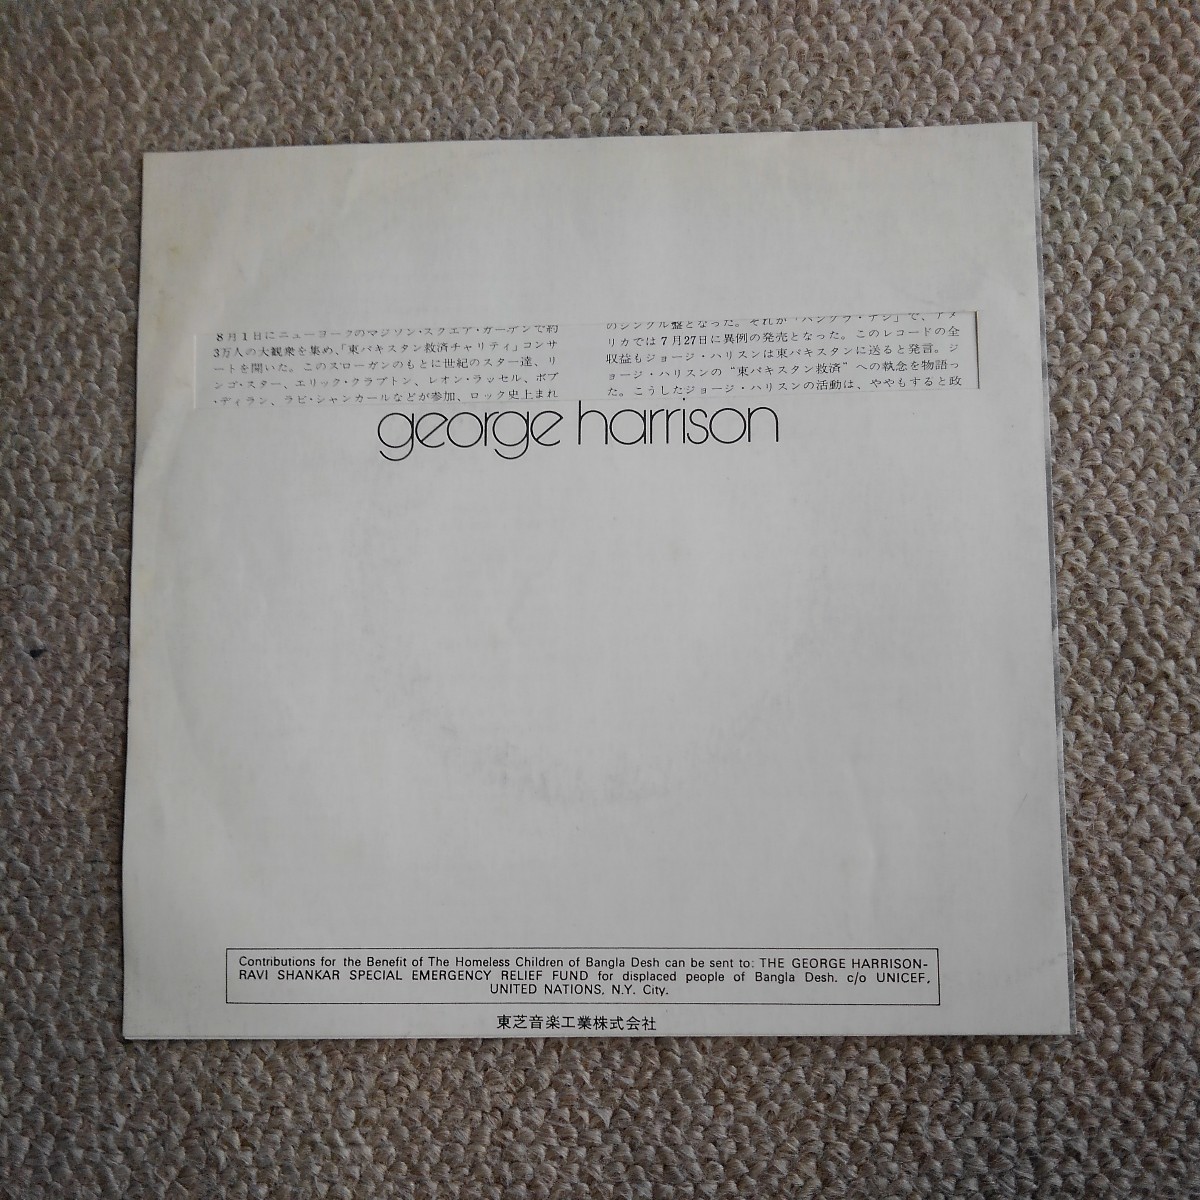 8月1日にニューヨークのマジソン・スクエア・ガーデンで約
3万人の大観衆を集め、「東パキスタン救済チャリティ」コンサ
ートを開いた。このスローガンのもとに世紀のスター達、リ
ンゴ・スター、エリック・クラプトン、レオン・ラッセル、ボブ
・ディラン、ラビ・シャンカールなどが参加、ロック史上まれ
のシングル盤となった。それが「バングラ・デシ」で、アメ
リカでは7月27日に異例の発売となった。このレコードの全
収益もジョージ・ハリスンは東パキスタンに送ると発言。ジ
ョージ・ハリスンの“東パキスタン救済”への執念を物語っ
た。こうしたジョージ・ハリスンの活動は、ややもすると政
george harrison
Contributions for the Benefit of The Homeless Children of Bangla Desh can be sent to: THE GEORGE HARRISON-
RAVI SHANKAR SPECIAL EMERGENCY RELIEF FUND for displaced people of Bangla Desh. c/o UNICEF,
UNITED NATIONS, N.Y. City.
東芝音楽工業株式会社